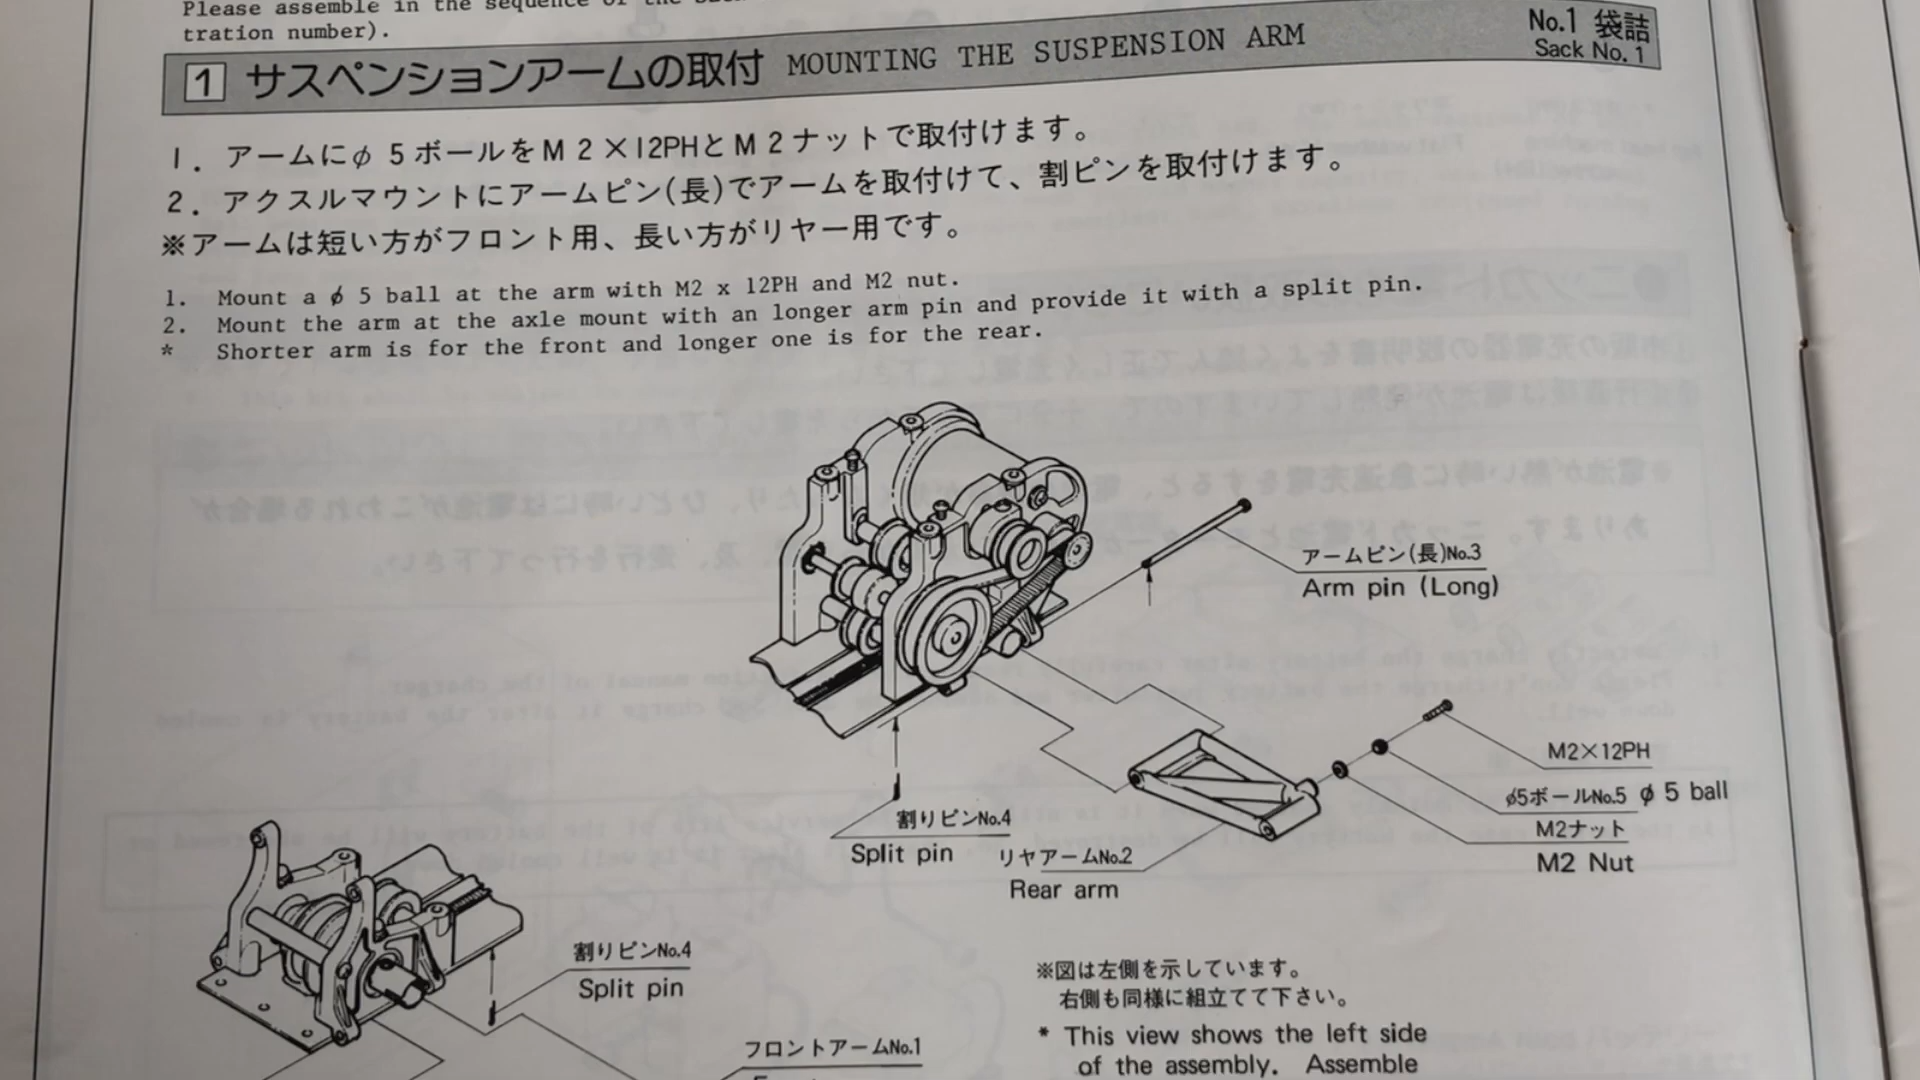 Please assemble in the sequence of the
tration number).
1 サスペンションアームの取付 MOUNTING THE SUSPENSION ARM
No.1 袋詰
Sack No. 1
1. アームにφ5ボールをM2×12PHとM2ナットで取付けます。
2. アクスルマウントにアームピン(長)でアームを取付けて、割ピンを取付けます。
※アームは短い方がフロント用、長い方がリヤー用です。
1. Mount a φ 5 ball at the arm with M2 x 12PH and M2 nut.
2. Mount the arm at the axle mount with an longer arm pin and provide it with a split pin.
* Shorter arm is for the front and longer one is for the rear.
アームピン(長)No.3
Arm pin (Long)
M2×12PH
φ5ボールNo.5 φ 5 ball
M2ナット
M2 Nut
割りピンNo.4
Split pin
リヤアームNo.2
Rear arm
割りピンNo.4
Split pin
フロントアームNo.1
※図は左側を示しています。
右側も同様に組立てて下さい。
* This view shows the left side
of the assembly. Assemble